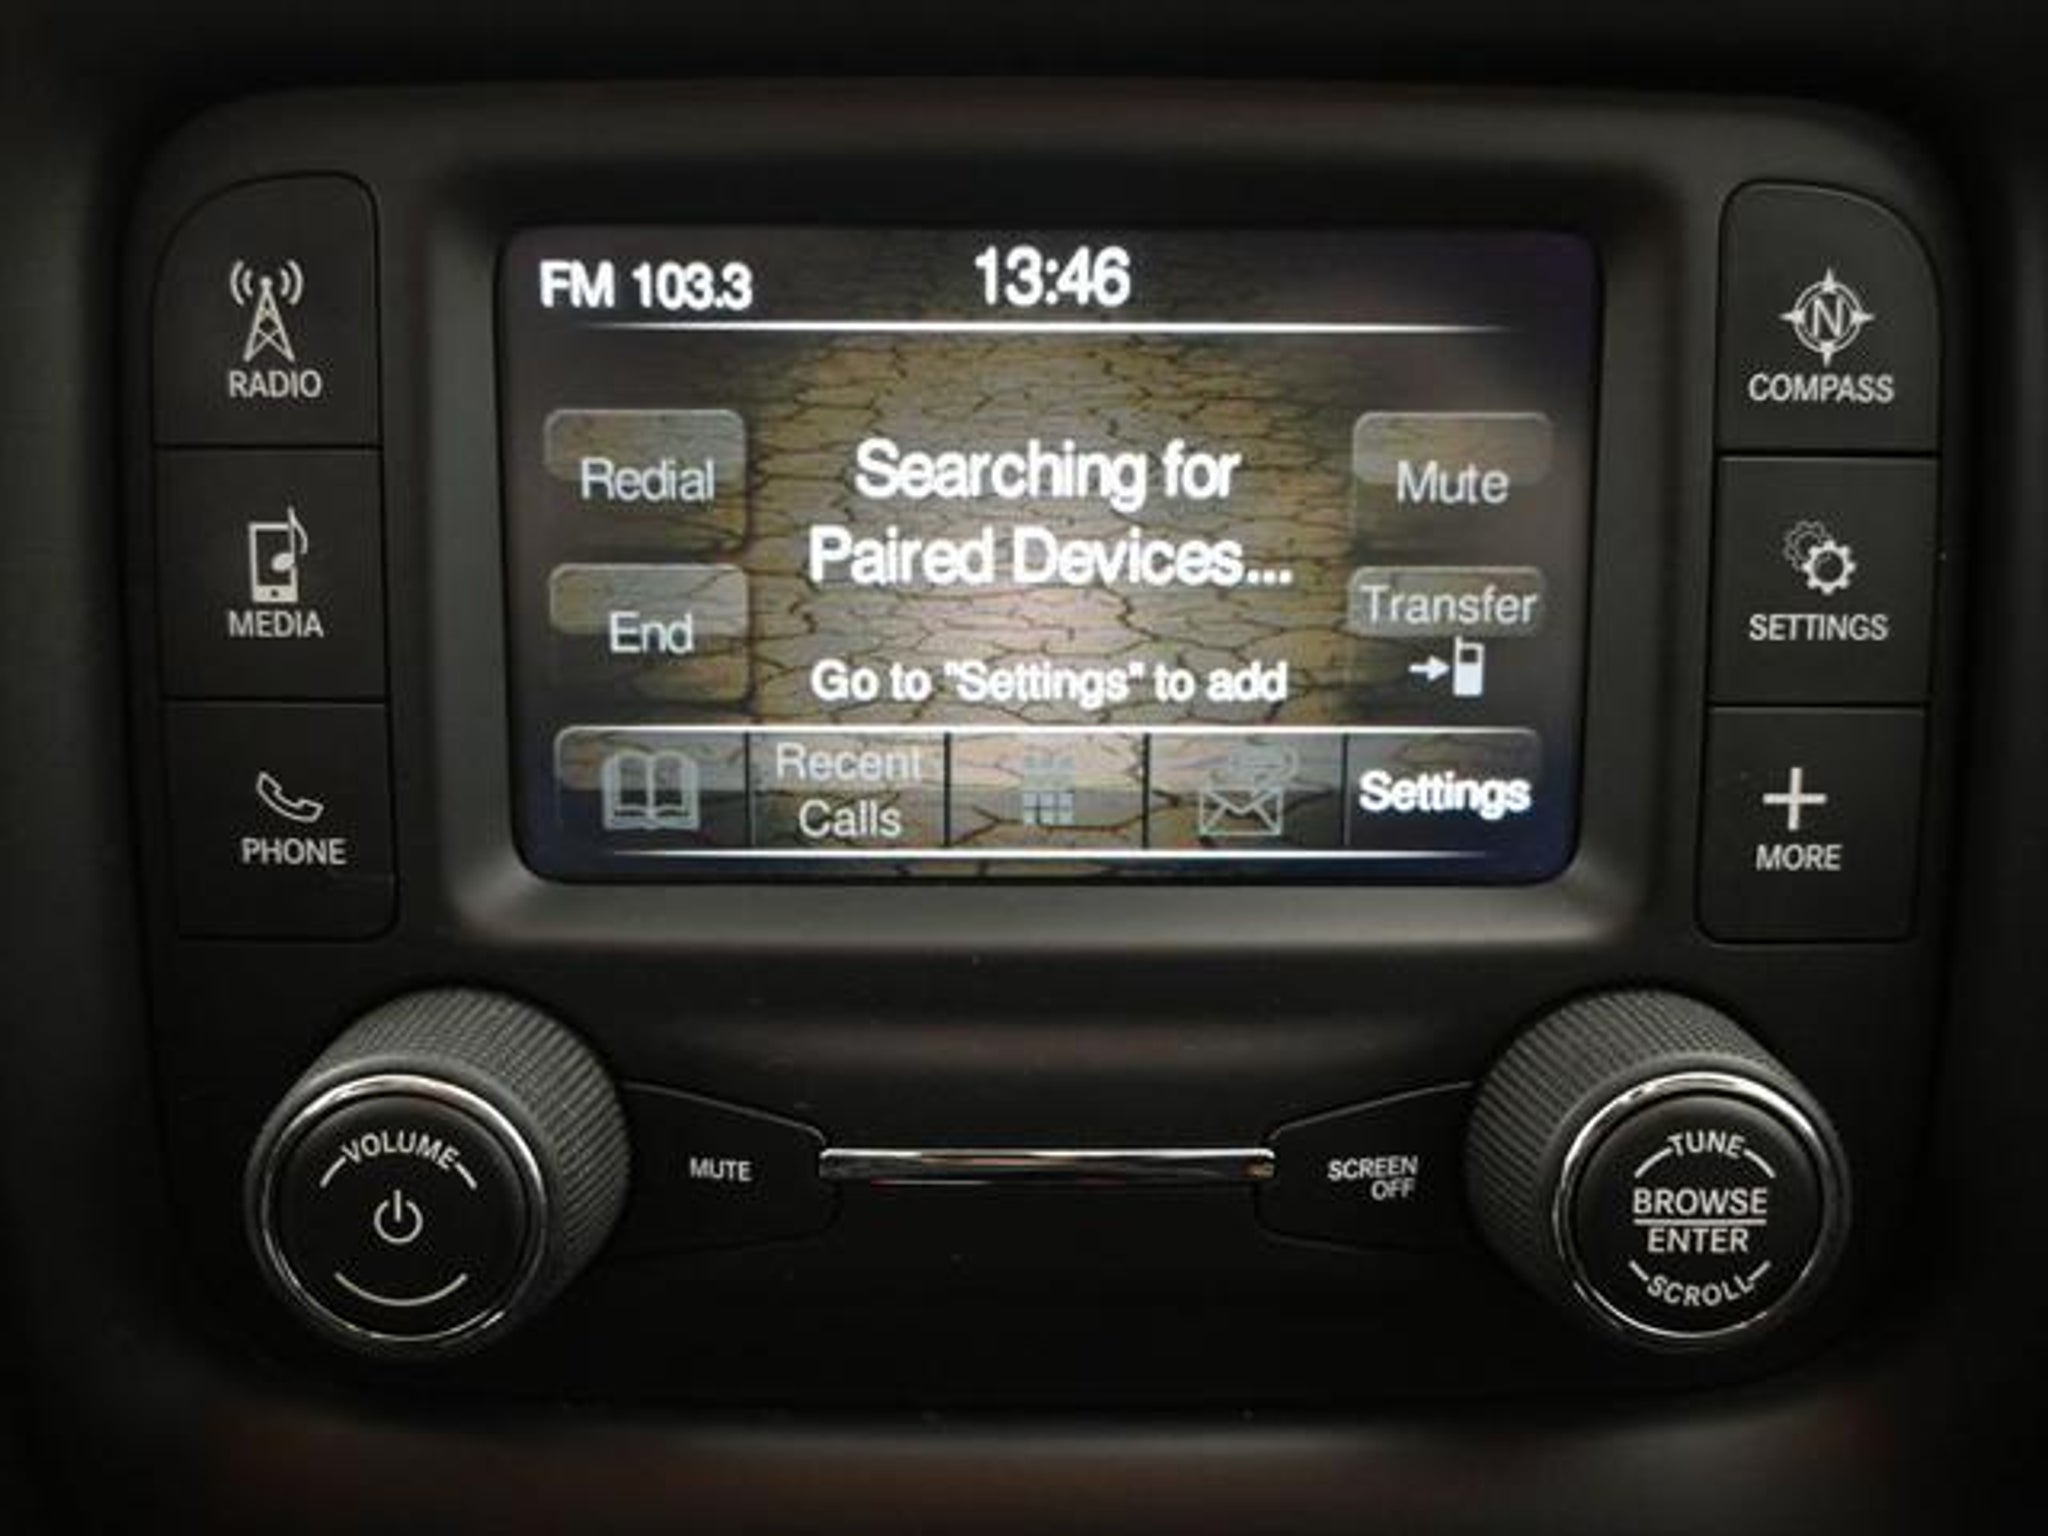 FM 103.3
13:46
RADIO
MEDIA
PHONE
Redial
End
Searching for
Paired Devices...
Go to "Settings" to add
Mute
Transfer
Recent
Calls
Settings
N
COMPASS
SETTINGS
MORE
VOLUME
MUTE
SCREEN
OFF
TUNE
BROWSE
ENTER
SCROLL